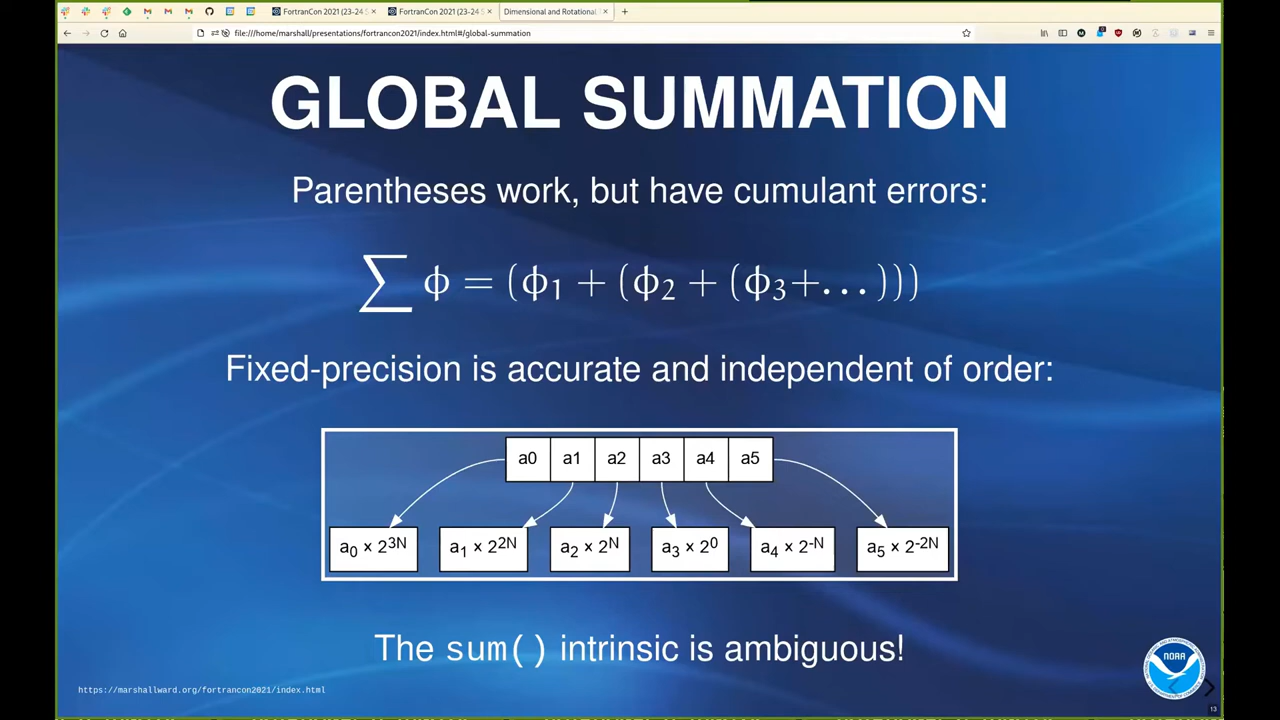 FortranCon 2021 (23-24 S
FortranCon 2021 (23-24 S
Dimensional and Rotational
file:///home/marshall/presentations/fortrancon2021/index.html#/global-summation
GLOBAL SUMMATION
Parentheses work, but have cumulant errors:
∑ ϕ = (ϕ₁ + (ϕ₂ + (ϕ₃+...)))
Fixed-precision is accurate and independent of order:
a0 a1 a2 a3 a4 a5
a₀ × 2³ᴺ a₁ × 2²ᴺ a₂ × 2ᴺ a₃ × 2⁰ a₄ × 2⁻ᴺ a₅ × 2⁻²ᴺ
The sum() intrinsic is ambiguous!
NOAA
https://marshallward.org/fortrancon2021/index.html
13